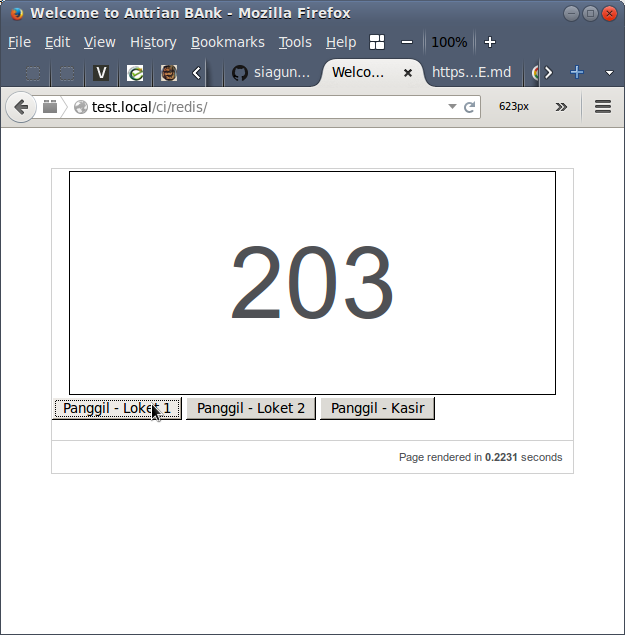 Welcome to Antrian BAnk - Mozilla Firefox
File Edit View History Bookmarks Tools Help 100%
V siagun... Welco... https...E.md
test.local/ci/redis/ 623px
203
Panggil - Loket 1 Panggil - Loket 2 Panggil - Kasir
Page rendered in 0.2231 seconds